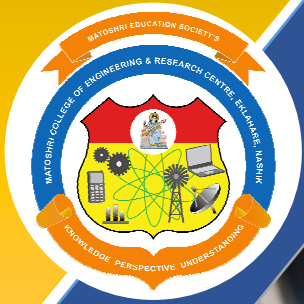 MATOSHRI EDUCATION SOCIETY'S
MATOSHRI COLLEGE OF ENGINEERING & RESEARCH CENTRE, EKLAHARE, NASHIK
KNOWLEDGE PERSPECTIVE UNDERSTANDING